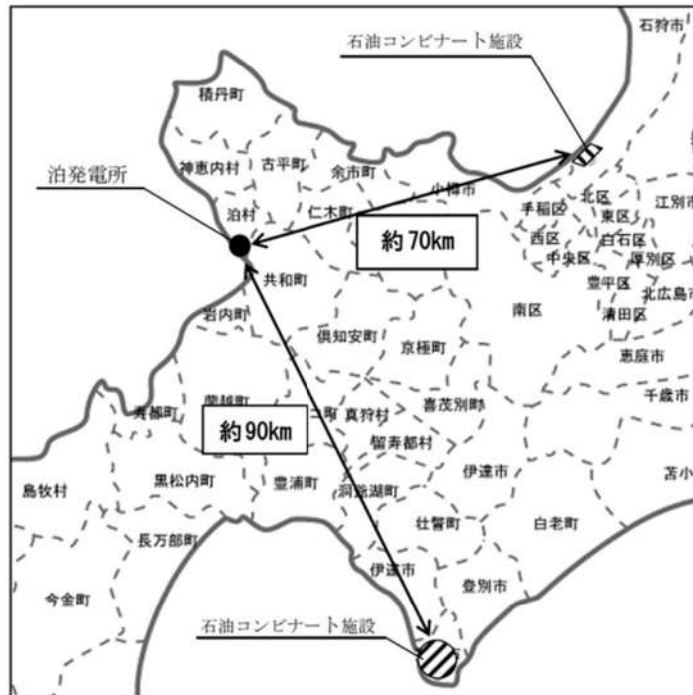 石狩市
石油コンビナート施設
積丹町
神恵内村
古平町
余市町
小樽市
泊発電所
泊村
仁木町
手稲区
北区
東区
江別市
西区
白石区
中央区
厚別区
約70km
共和町
豊平区
北広島市
岩内町
南区
清田区
倶知安町
京極町
恵庭市
蘭越町
千歳市
寿都町
コ町
真狩村
喜茂別町
約90km
留寿都村
島牧村
黒松内町
豊浦町
洞爺湖町
伊達市
苫小
長万部町
壮瞥町
白老町
伊達市
登別市
今金町
石油コンビナート施設